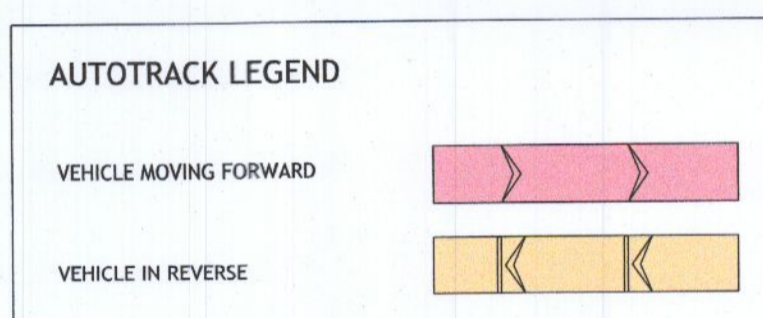 AUTOTRACK LEGEND
VEHICLE MOVING FORWARD
VEHICLE IN REVERSE